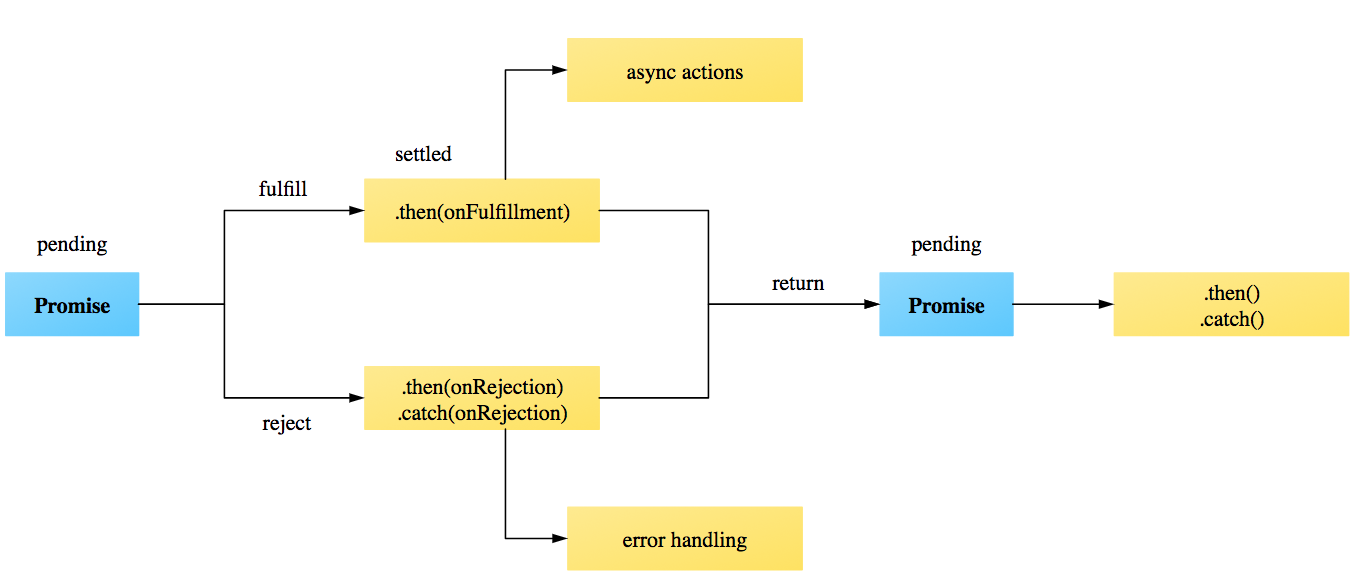 async actions
settled
fulfill
.then(onFulfillment)
pending
Promise
return
pending
Promise
.then()
.catch()
.then(onRejection)
.catch(onRejection)
reject
error handling